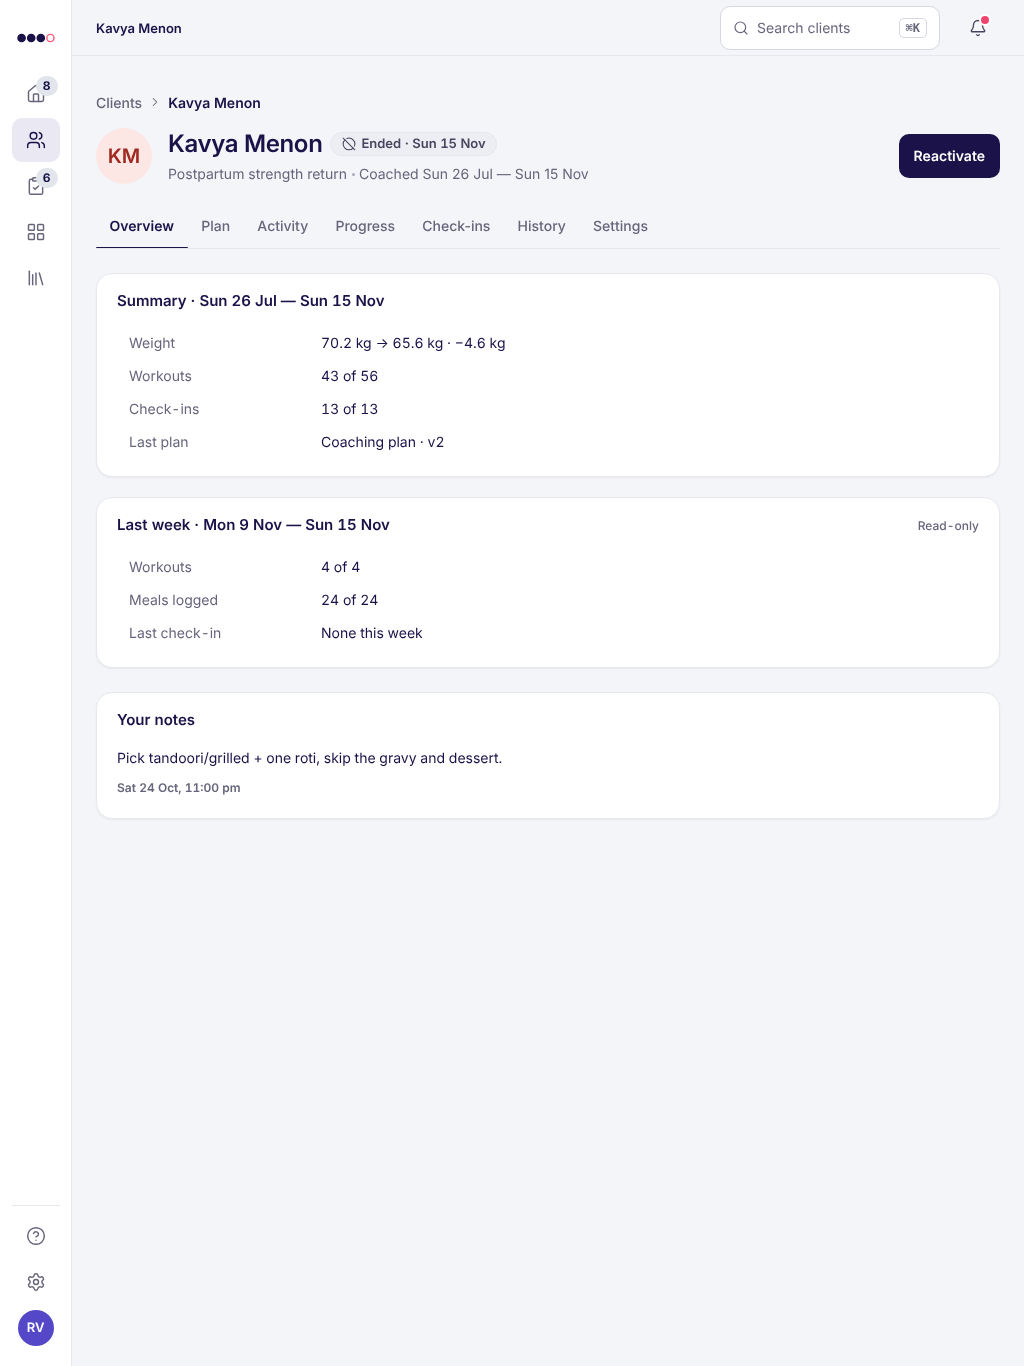 Kavya Menon
Search clients
⌘K
8
6
Clients > Kavya Menon
KM
Kavya Menon
Ended · Sun 15 Nov
Postpartum strength return · Coached Sun 26 Jul — Sun 15 Nov
Reactivate
Overview Plan Activity Progress Check-ins History Settings
Summary · Sun 26 Jul — Sun 15 Nov
Weight 70.2 kg → 65.6 kg · −4.6 kg
Workouts 43 of 56
Check-ins 13 of 13
Last plan Coaching plan · v2
Last week · Mon 9 Nov — Sun 15 Nov
Read-only
Workouts 4 of 4
Meals logged 24 of 24
Last check-in None this week
Your notes
Pick tandoori/grilled + one roti, skip the gravy and dessert.
Sat 24 Oct, 11:00 pm
RV